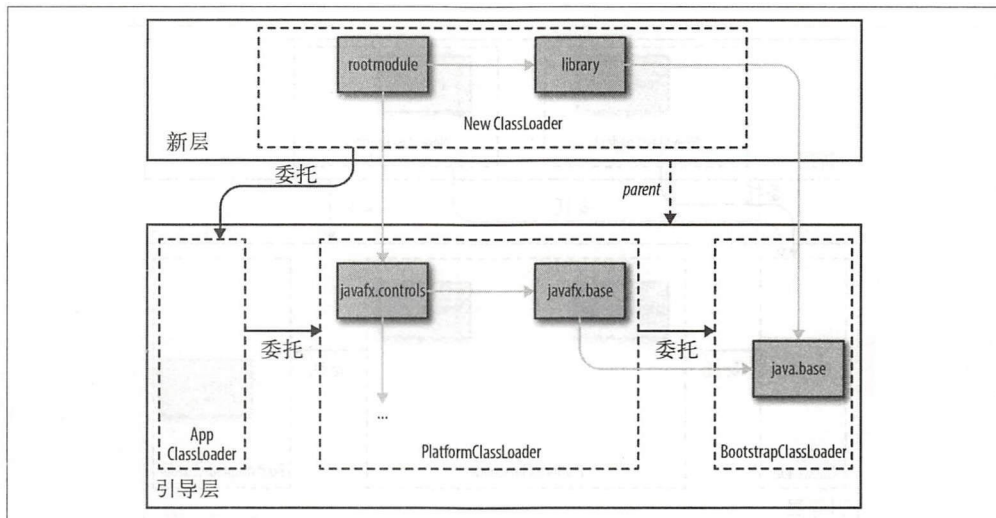 rootmodule
library
New ClassLoader
新层
委托
parent
javafx.controls
javafx.base
委托
委托
java.base
...
App
ClassLoader
PlatformClassLoader
BootstrapClassLoader
引导层